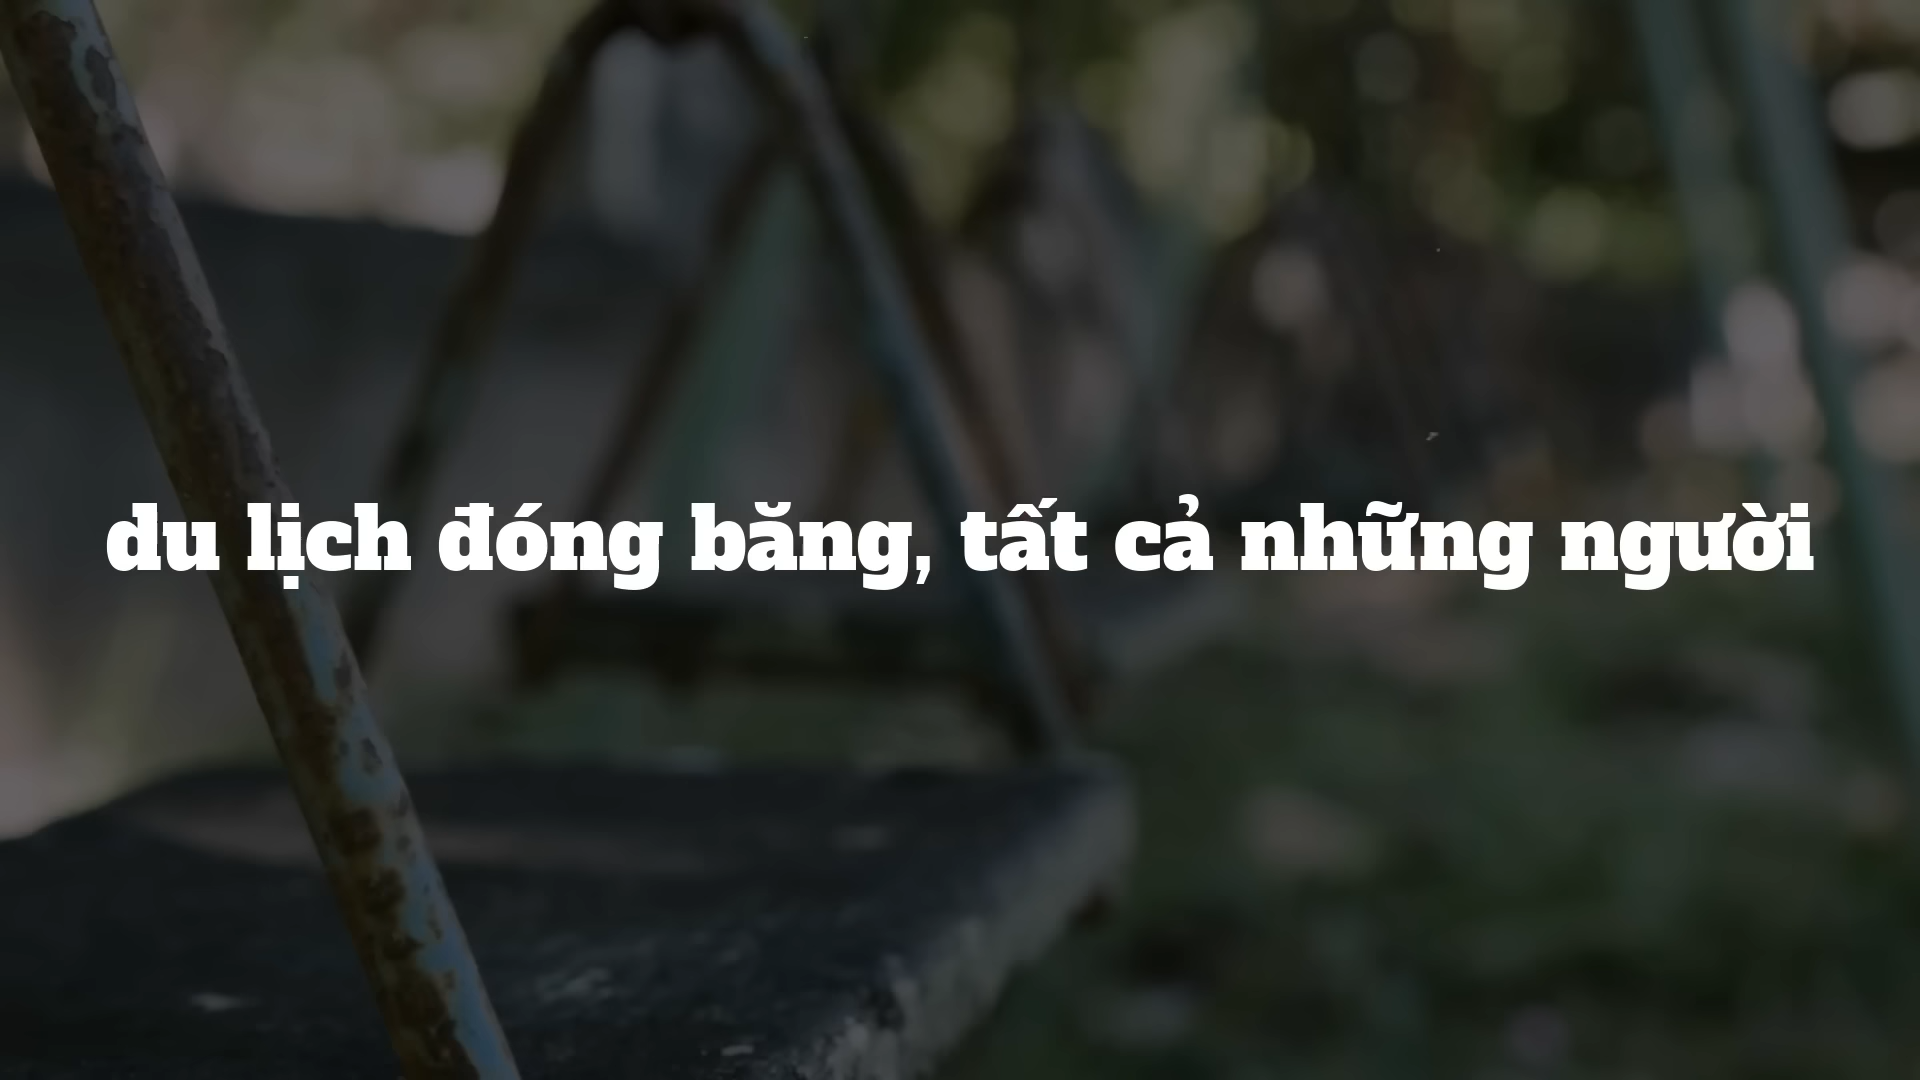 du lịch đóng băng, tất cả những người